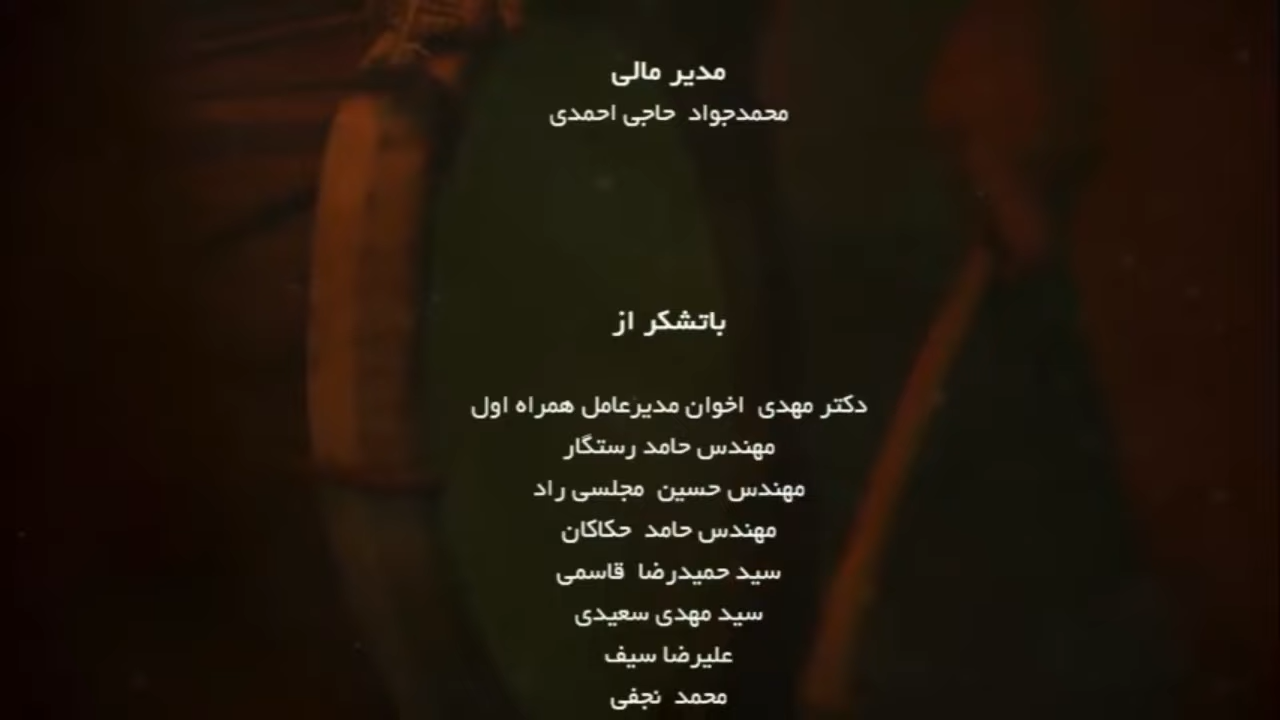 مدیر مالی
محمدجواد حاجی احمدی
باتشکر از
دکتر مهدی اخوان مدیرعامل همراه اول
مهندس حامد رستگار
مهندس حسین مجلسی راد
مهندس حامد حکاکان
سید حمیدرضا قاسمی
سید مهدی سعیدی
علیرضا سیف
محمد نجفی